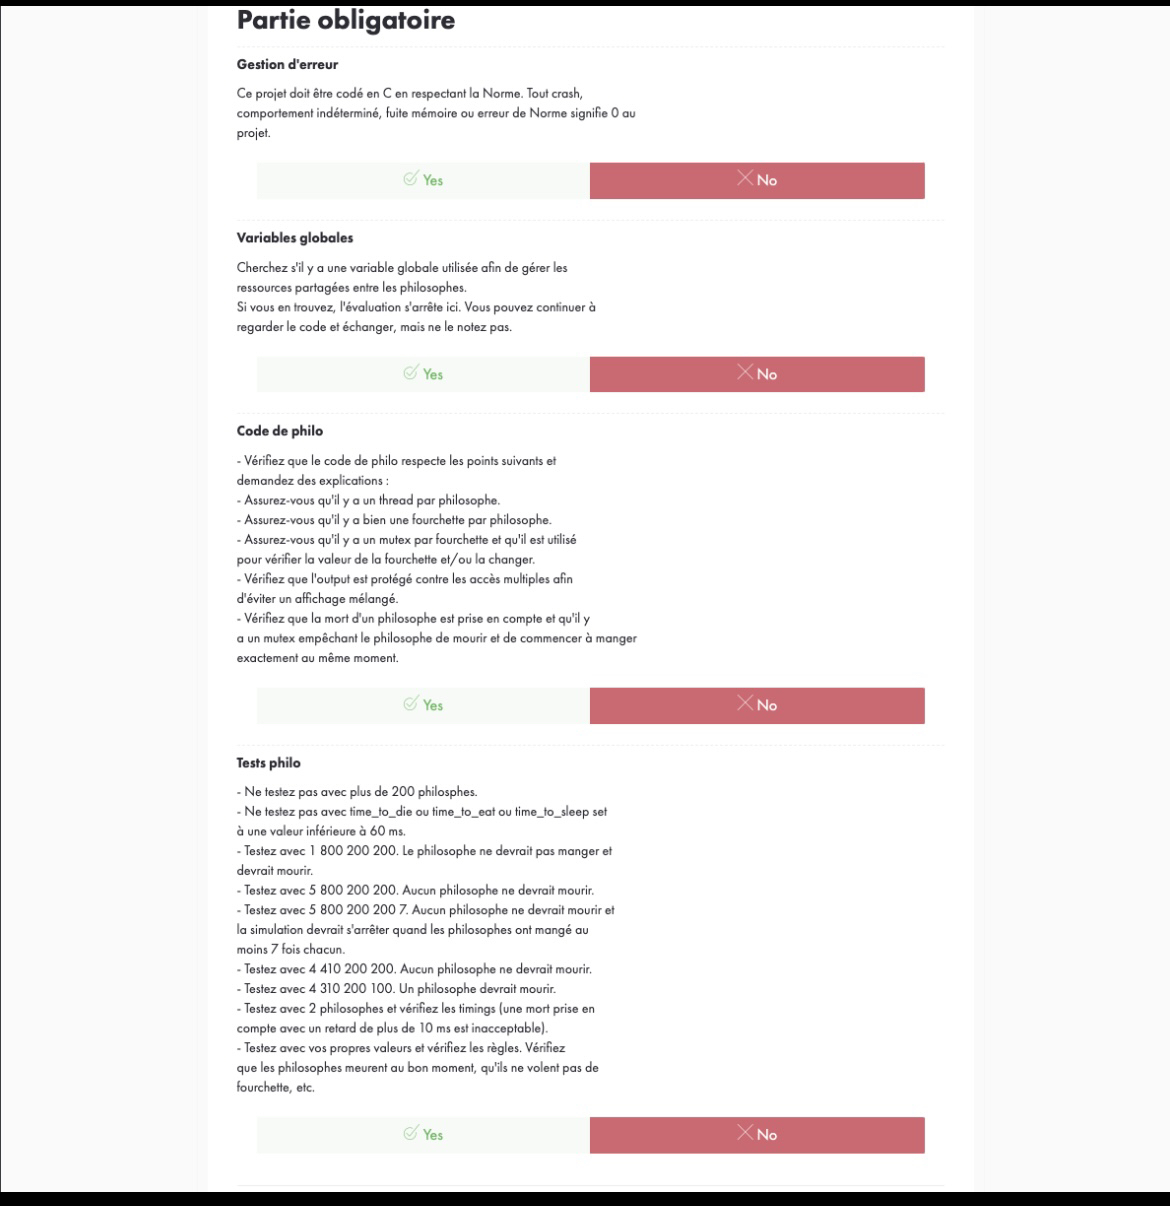 Partie obligatoire
Gestion d'erreur
Ce projet doit être codé en C en respectant la Norme. Tout crash,
comportement indéterminé, fuite mémoire ou erreur de Norme signifie 0 au
projet.
Yes
No
Variables globales
Cherchez s'il y a une variable globale utilisée afin de gérer les
ressources partagées entre les philosophes.
Si vous en trouvez, l'évaluation s'arrête ici. Vous pouvez continuer à
regarder le code et échanger, mais ne le notez pas.
Yes
No
Code de philo
- Vérifiez que le code de philo respecte les points suivants et
demandez des explications :
- Assurez-vous qu'il y a un thread par philosophe.
- Assurez-vous qu'il y a bien une fourchette par philosophe.
- Assurez-vous qu'il y a un mutex par fourchette et qu'il est utilisé
pour vérifier la valeur de la fourchette et/ou la changer.
- Vérifiez que l'output est protégé contre les accès multiples afin
d'éviter un affichage mélangé.
- Vérifiez que la mort d'un philosophe est prise en compte et qu'il y
a un mutex empêchant le philosophe de mourir et de commencer à manger
exactement au même moment.
Yes
No
Tests philo
- Ne testez pas avec plus de 200 philosphes.
- Ne testez pas avec time_to_die ou time_to_eat ou time_to_sleep set
à une valeur inférieure à 60 ms.
- Testez avec 1 800 200 200. Le philosophe ne devrait pas manger et
devrait mourir.
- Testez avec 5 800 200 200. Aucun philosophe ne devrait mourir.
- Testez avec 5 800 200 200 7. Aucun philosophe ne devrait mourir et
la simulation devrait s'arrêter quand les philosophes ont mangé au
moins 7 fois chacun.
- Testez avec 4 410 200 200. Aucun philosophe ne devrait mourir.
- Testez avec 4 310 200 100. Un philosophe devrait mourir.
- Testez avec 2 philosophes et vérifiez les timings (une mort prise en
compte avec un retard de plus de 10 ms est inacceptable).
- Testez avec vos propres valeurs et vérifiez les règles. Vérifiez
que les philosophes meurent au bon moment, qu'ils ne volent pas de
fourchette, etc.
Yes
No